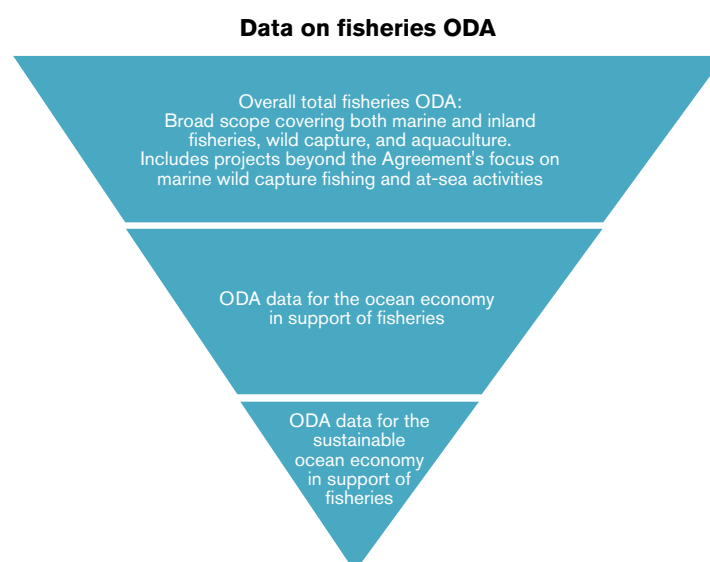 Data on fisheries ODA
Overall total fisheries ODA:
Broad scope covering both marine and inland
fisheries, wild capture, and aquaculture.
Includes projects beyond the Agreement's focus on
marine wild capture fishing and at-sea activities
ODA data for the ocean economy
in support of fisheries
ODA data for the
sustainable
ocean economy
in support of
fisheries